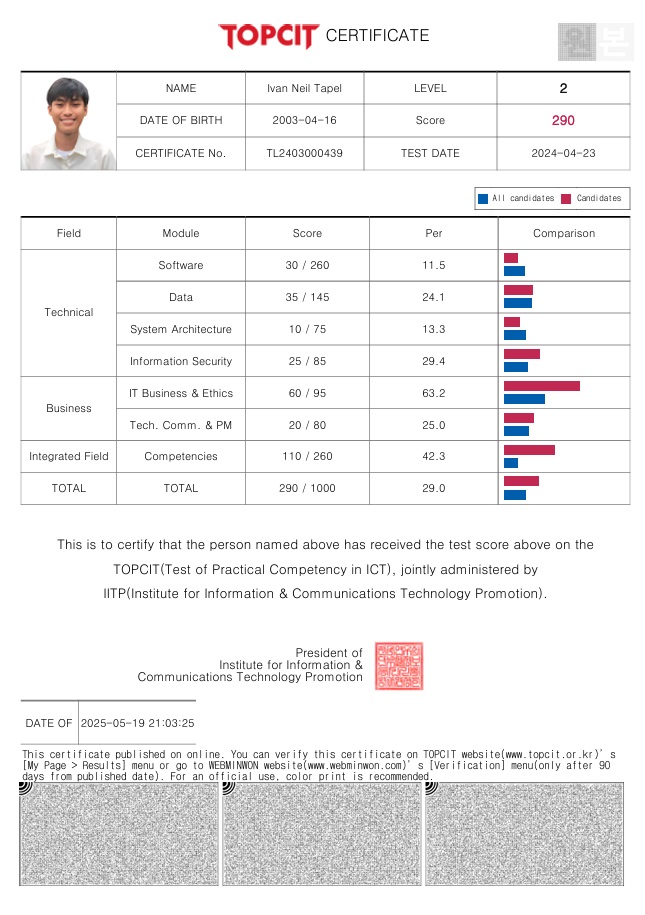 TOPCIT CERTIFICATE
원본
NAME Ivan Neil Tapel LEVEL 2
DATE OF BIRTH 2003-04-16 Score 290
CERTIFICATE No. TL2403000439 TEST DATE 2024-04-23
All candidates Candidates
Field Module Score Per Comparison
Technical
Software 30 / 260 11.5
Data 35 / 145 24.1
System Architecture 10 / 75 13.3
Information Security 25 / 85 29.4
Business
IT Business & Ethics 60 / 95 63.2
Tech. Comm. & PM 20 / 80 25.0
Integrated Field Competencies 110 / 260 42.3
TOTAL TOTAL 290 / 1000 29.0
This is to certify that the person named above has received the test score above on the
TOPCIT(Test of Practical Competency in ICT), jointly administered by
IITP(Institute for Information & Communications Technology Promotion).
President of
Institute for Information &
Communications Technology Promotion
DATE OF 2025-05-19 21:03:25
This certificate published on online. You can verify this certificate on TOPCIT website(www.topcit.or.kr)'s
[My Page > Results] menu or go to WEBMINWON website(www.webminwon.com)'s [Verification] menu(only after 90
days from published date). For an official use, color print is recommended.